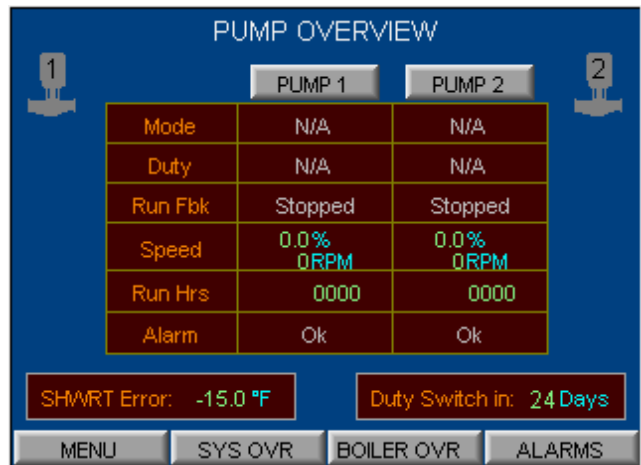 PUMP OVERVIEW
1
2
PUMP 1 PUMP 2
Mode N/A N/A
Duty N/A N/A
Run Fbk Stopped Stopped
Speed 0.0% 0.0%
0RPM 0RPM
Run Hrs 0000 0000
Alarm Ok Ok
SHWRT Error: -15.0 °F Duty Switch in: 24 Days
MENU SYS OVR BOILER OVR ALARMS